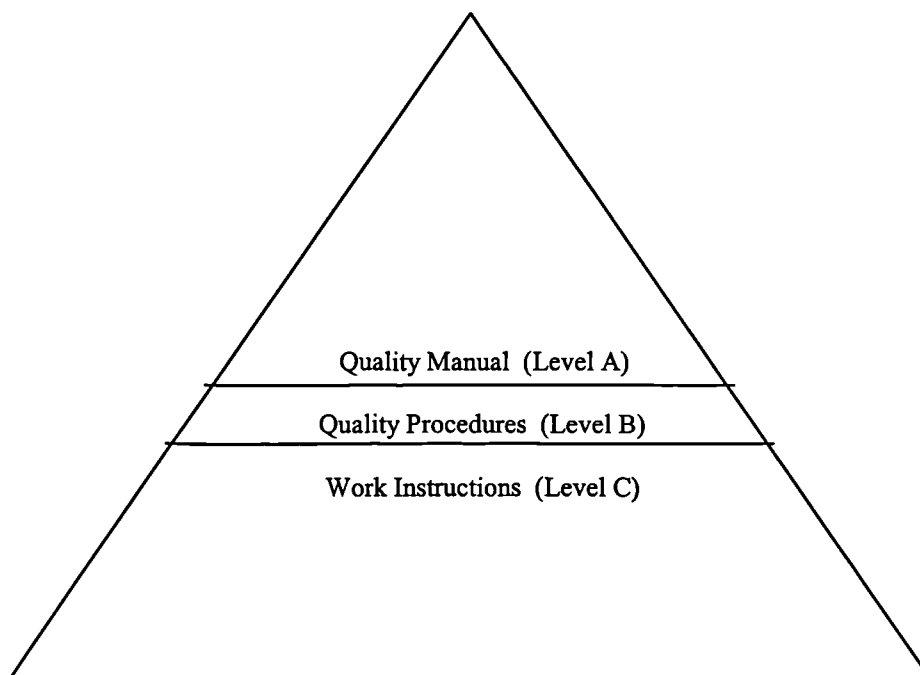 Quality Manual (Level A)
Quality Procedures (Level B)
Work Instructions (Level C)